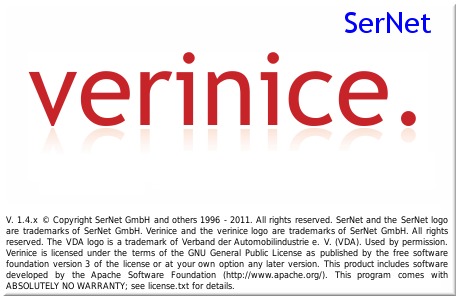 SerNet
verinice.
V. 1.4.x © Copyright SerNet GmbH and others 1996 - 2011. All rights reserved. SerNet and the SerNet logo
are trademarks of SerNet GmbH. Verinice and the verinice logo are trademarks of SerNet GmbH. All rights
reserved. The VDA logo is a trademark of Verband der Automobilindustrie e. V. (VDA). Used by permission.
Verinice is licensed under the terms of the GNU General Public License as published by the free software
foundation version 3 of the license or at your own option any later version. This product includes software
developed by the Apache Software Foundation (http://www.apache.org/). This program comes with
ABSOLUTELY NO WARRANTY; see license.txt for details.